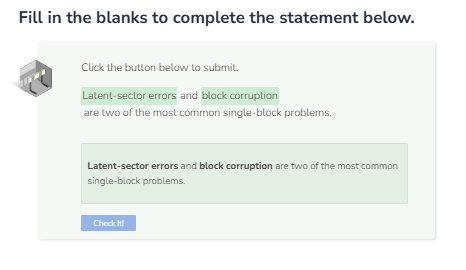 Fill in the blanks to complete the statement below.
Click the button below to submit.
Latent-sector errors and block corruption
are two of the most common single-block problems.
Latent-sector errors and block corruption are two of the most common
single-block problems.
Check It!